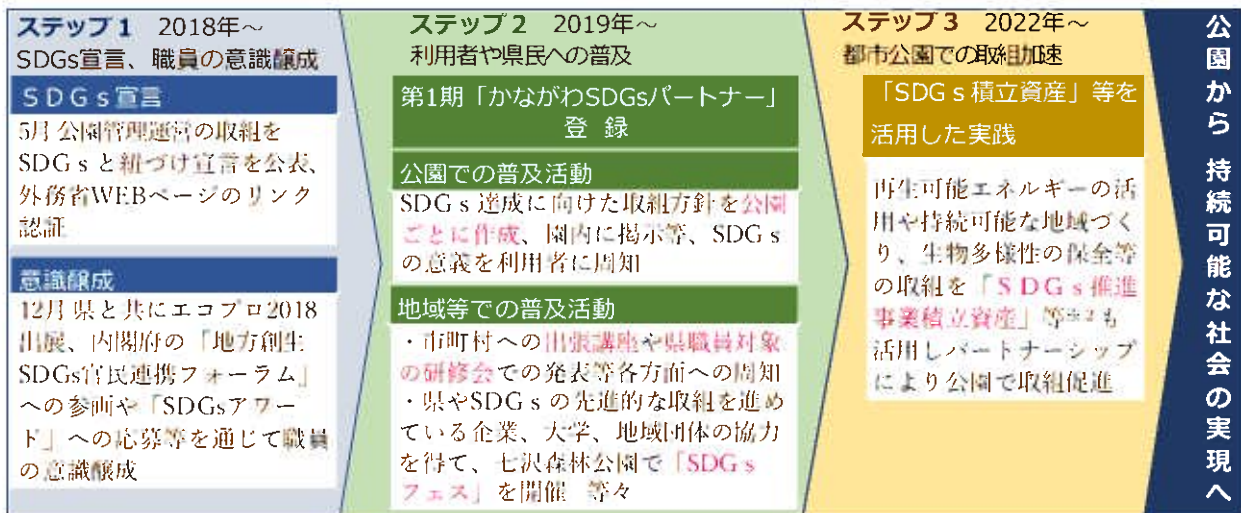 ステップ1 2018年~
SDGs宣言、職員の意識醸成
SDGs宣言
5月 公園管理運営の取組を
SDGsと紐づけ宣言を公表、
外務省WEBページのリンク
認証
意識醸成
12月 県と共にエコプロ2018
出展、内閣府の「地方創生
SDGs官民連携フォーラム」
への参画や「SDGsアワー
ド」への応募等を通じて職員
の意識醸成
ステップ2 2019年~
利用者や県民への普及
第1期「かながわSDGsパートナー」
登 録
公園での普及活動
SDGs達成に向けた取組方針を公園
ごとに作成、園内に掲示等、SDGs
の意義を利用者に周知
地域等での普及活動
・市町村への出張講座や県職員対象
の研修会での発表等各方面への周知
・県やSDGsの先進的な取組を進め
ている企業、大学、地域団体の協力
を得て、七沢森林公園で「SDGs
フェス」を開催 等々
ステップ3 2022年~
都市公園での取組加速
「SDGs積立資産」等を
活用した実践
再生可能エネルギーの活
用や持続可能な地域づく
り、生物多様性の保全等
の取組を「SDGs推進
事業積立資産」等※2も
活用しパートナーシップ
により公園で取組促進
公園から 持続可能な社会の実現へ